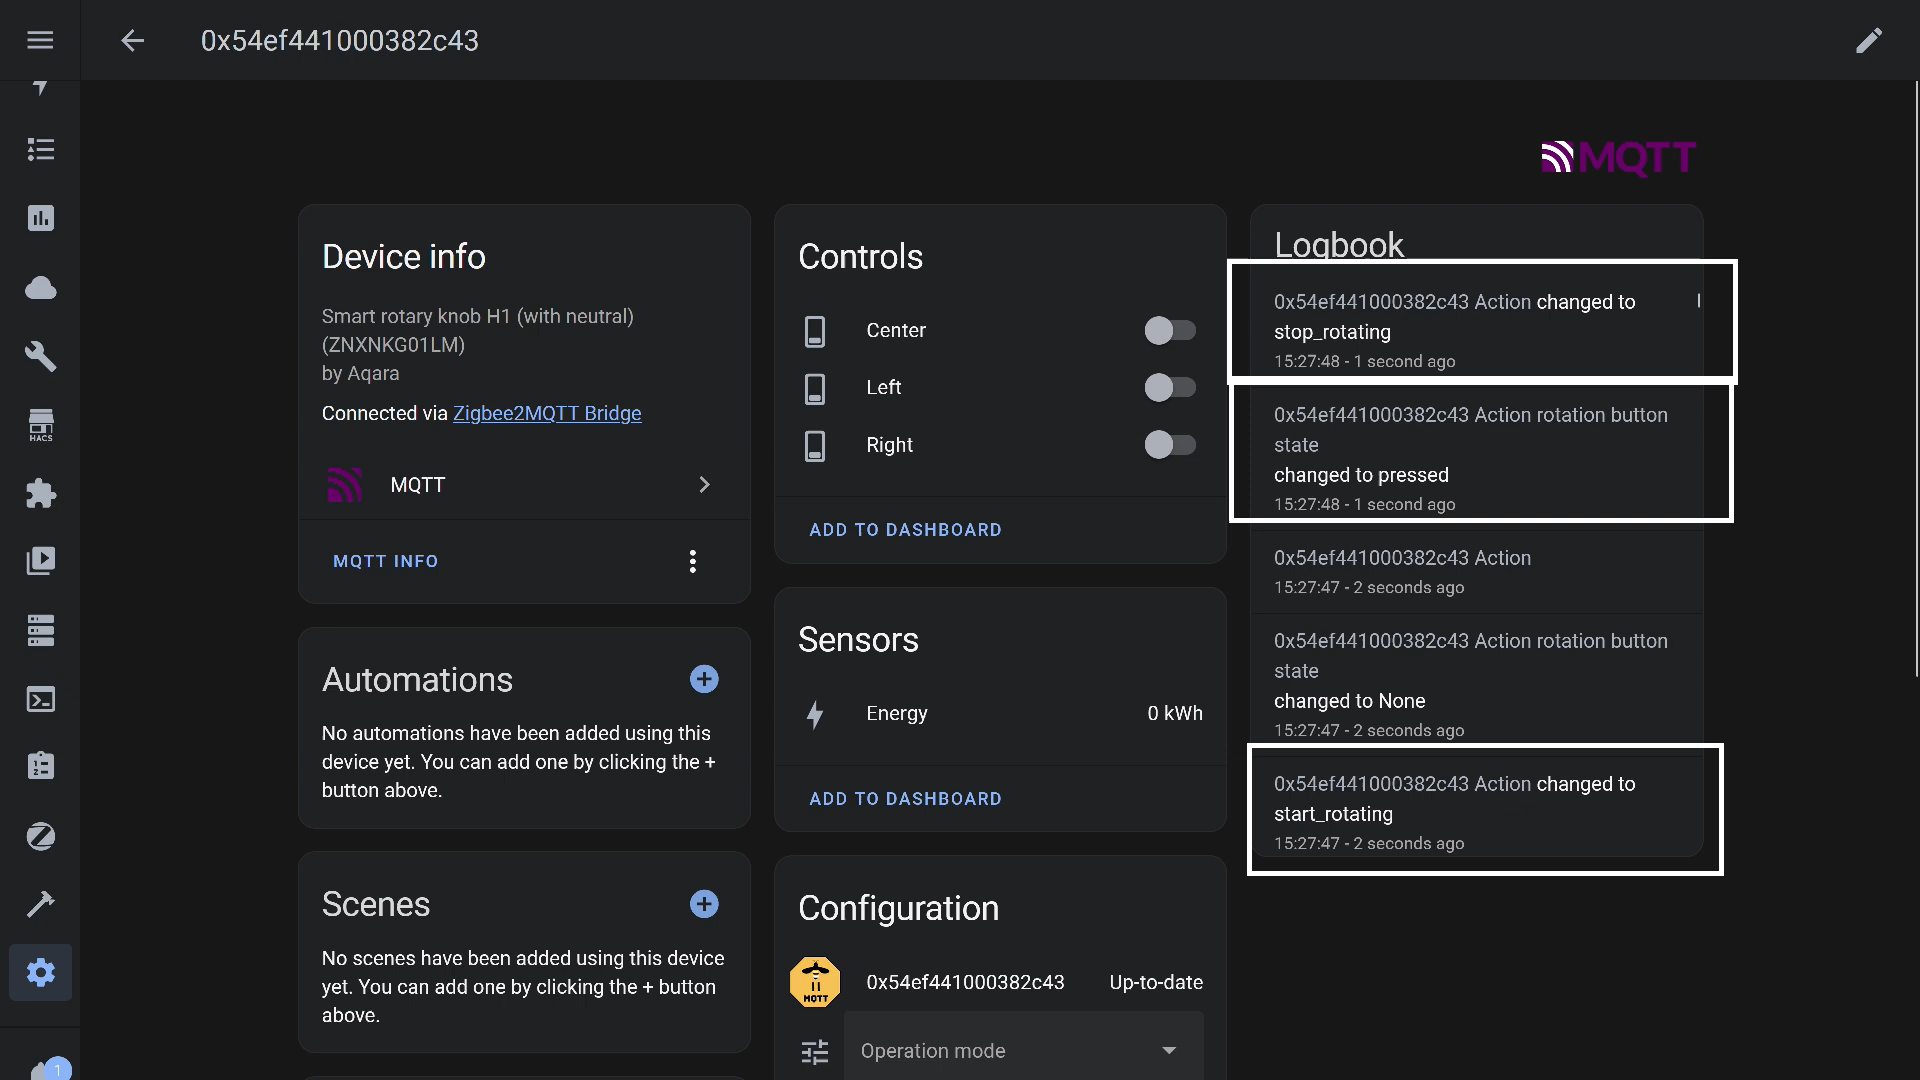 0x54ef441000382c43
MQTT
Device info
Smart rotary knob H1 (with neutral)
(ZNXNKG01LM)
by Aqara
Connected via Zigbee2MQTT Bridge
MQTT
MQTT INFO
Automations
No automations have been added using this
device yet. You can add one by clicking the +
button above.
Scenes
No scenes have been added using this device
yet. You can add one by clicking the + button
above.
Controls
Center
Left
Right
ADD TO DASHBOARD
Sensors
Energy 0 kWh
ADD TO DASHBOARD
Configuration
MQTT
0x54ef441000382c43 Up-to-date
Operation mode
Logbook
0x54ef441000382c43 Action changed to
stop_rotating
15:27:48 - 1 second ago
0x54ef441000382c43 Action rotation button
state
changed to pressed
15:27:48 - 1 second ago
0x54ef441000382c43 Action
15:27:47 - 2 seconds ago
0x54ef441000382c43 Action rotation button
state
changed to None
15:27:47 - 2 seconds ago
0x54ef441000382c43 Action changed to
start_rotating
15:27:47 - 2 seconds ago
HACS
1